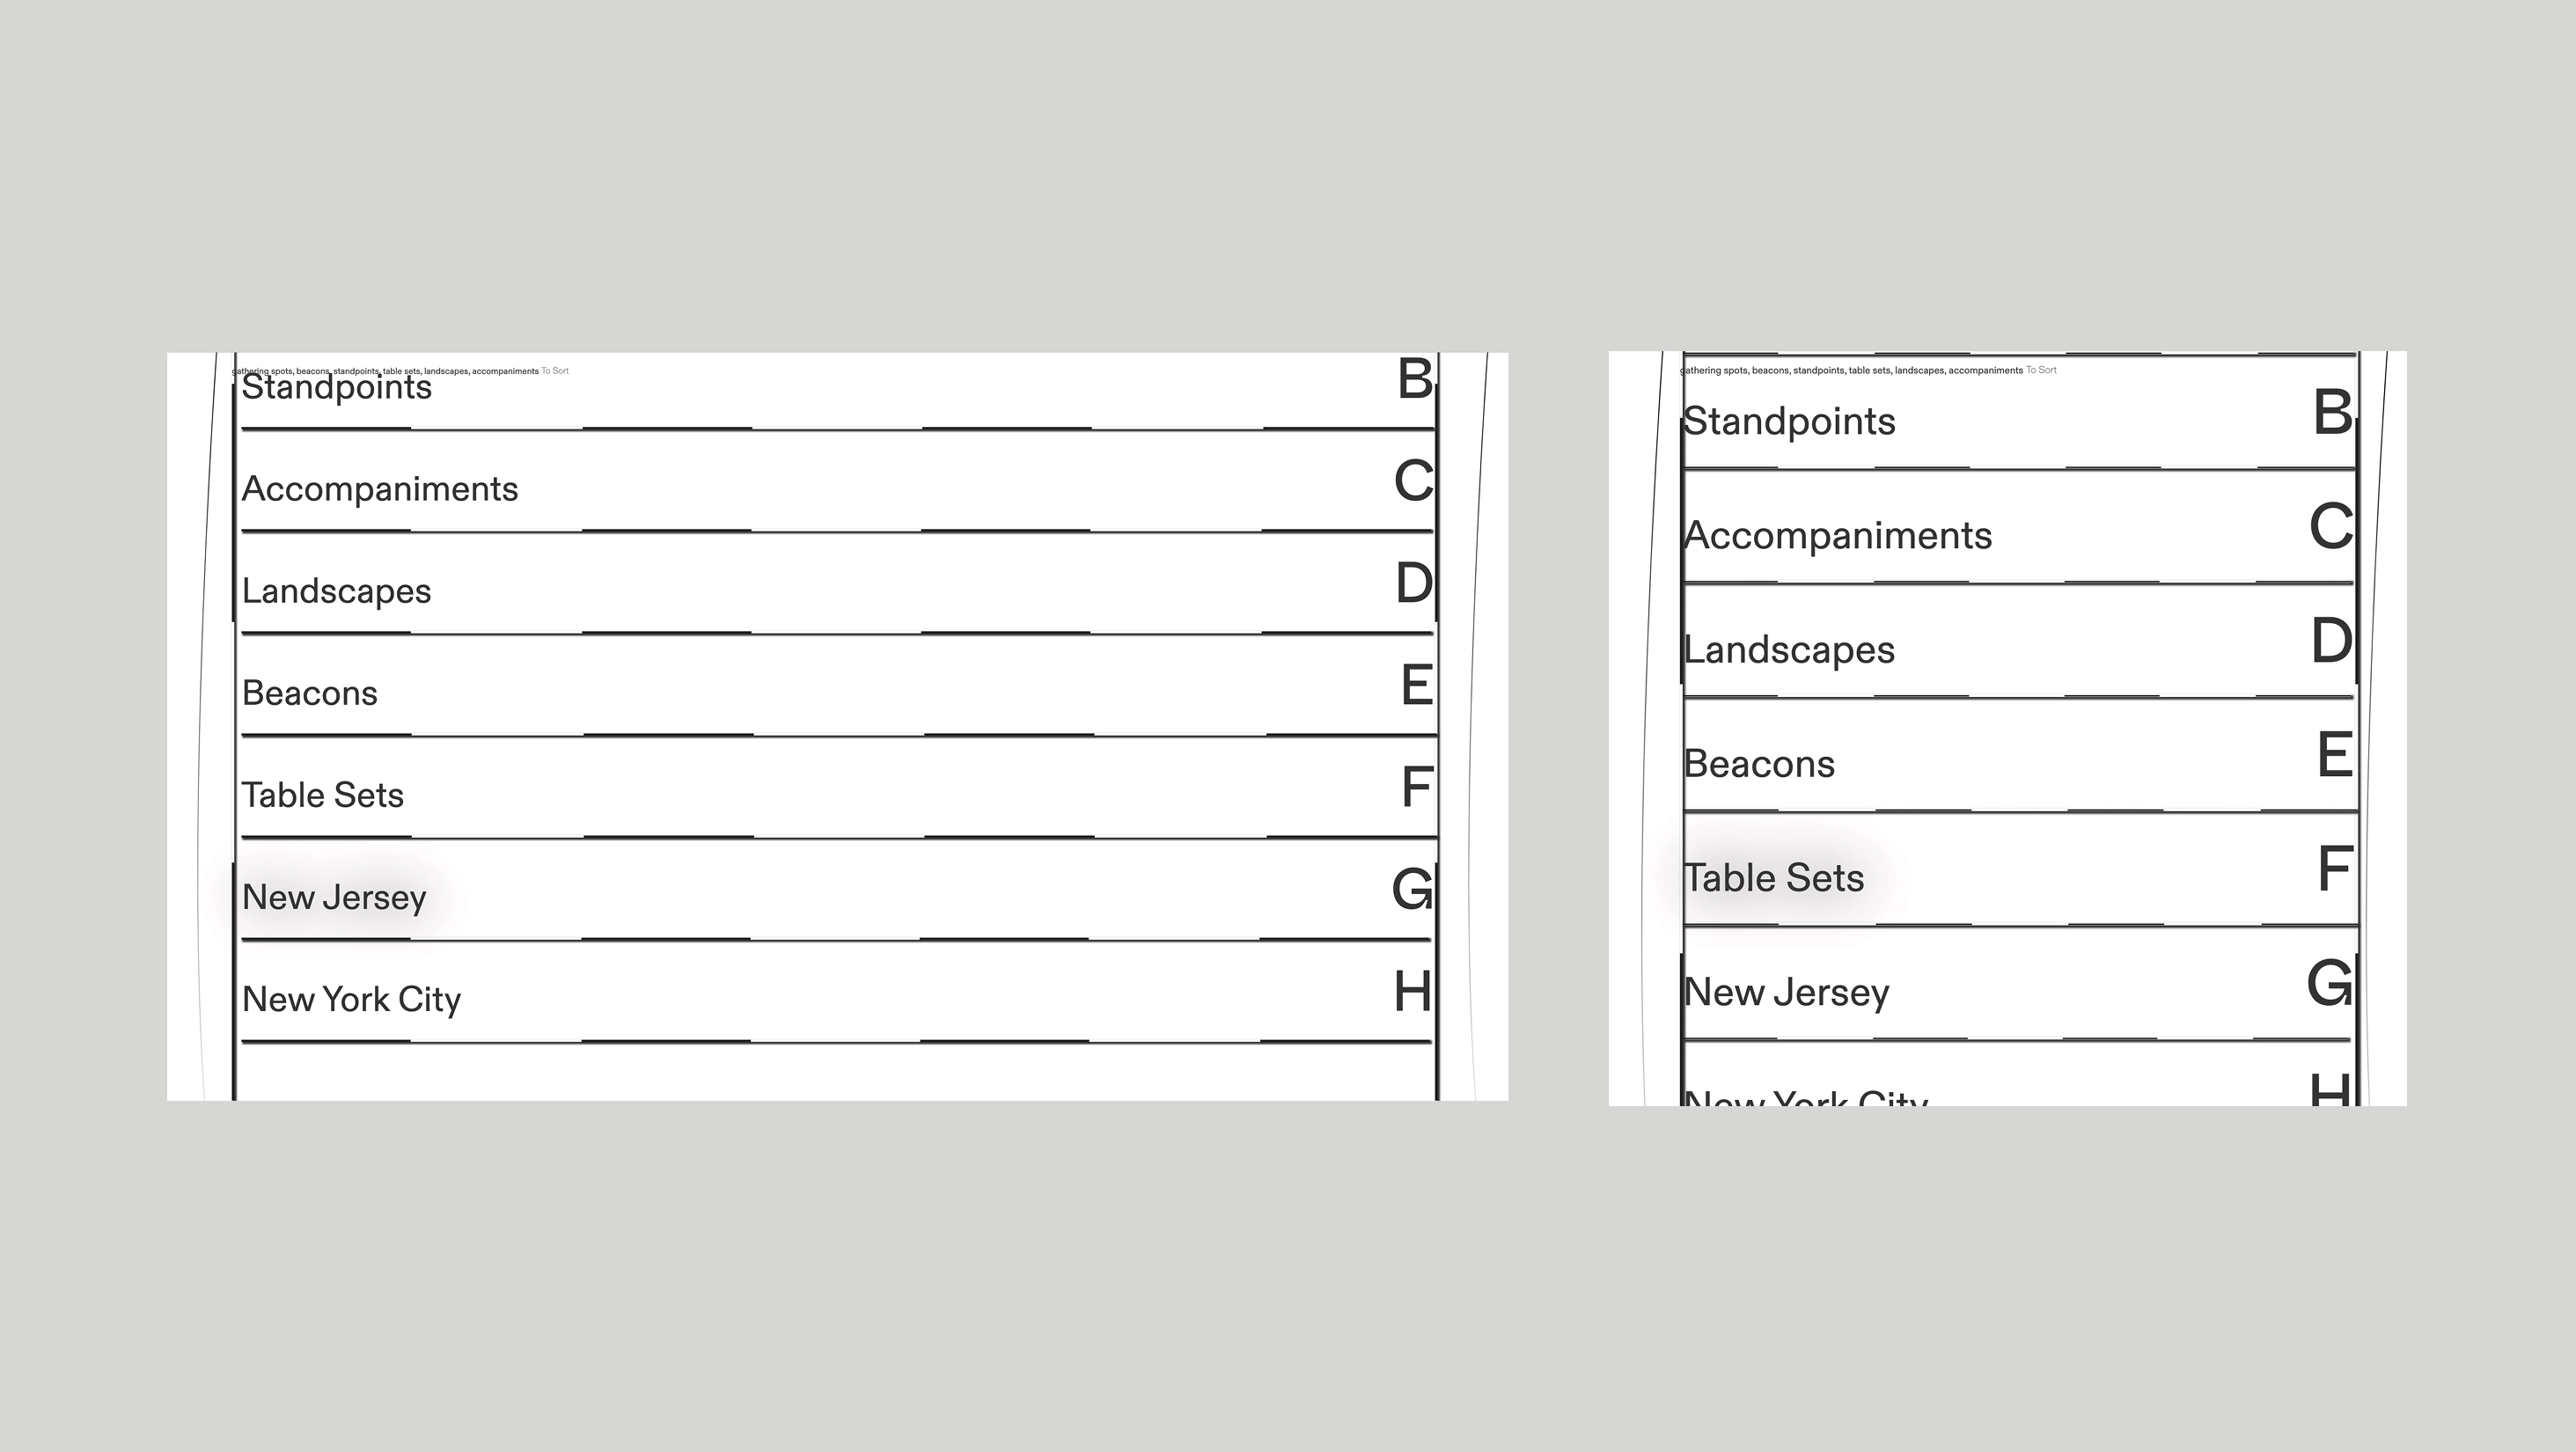 gathering spots, beacons, standpoints, table sets, landscapes, accompaniments To Sort
Standpoints B
Accompaniments C
Landscapes D
Beacons E
Table Sets F
New Jersey G
New York City H
gathering spots, beacons, standpoints, table sets, landscapes, accompaniments To Sort
Standpoints B
Accompaniments C
Landscapes D
Beacons E
Table Sets F
New Jersey G
New York City H